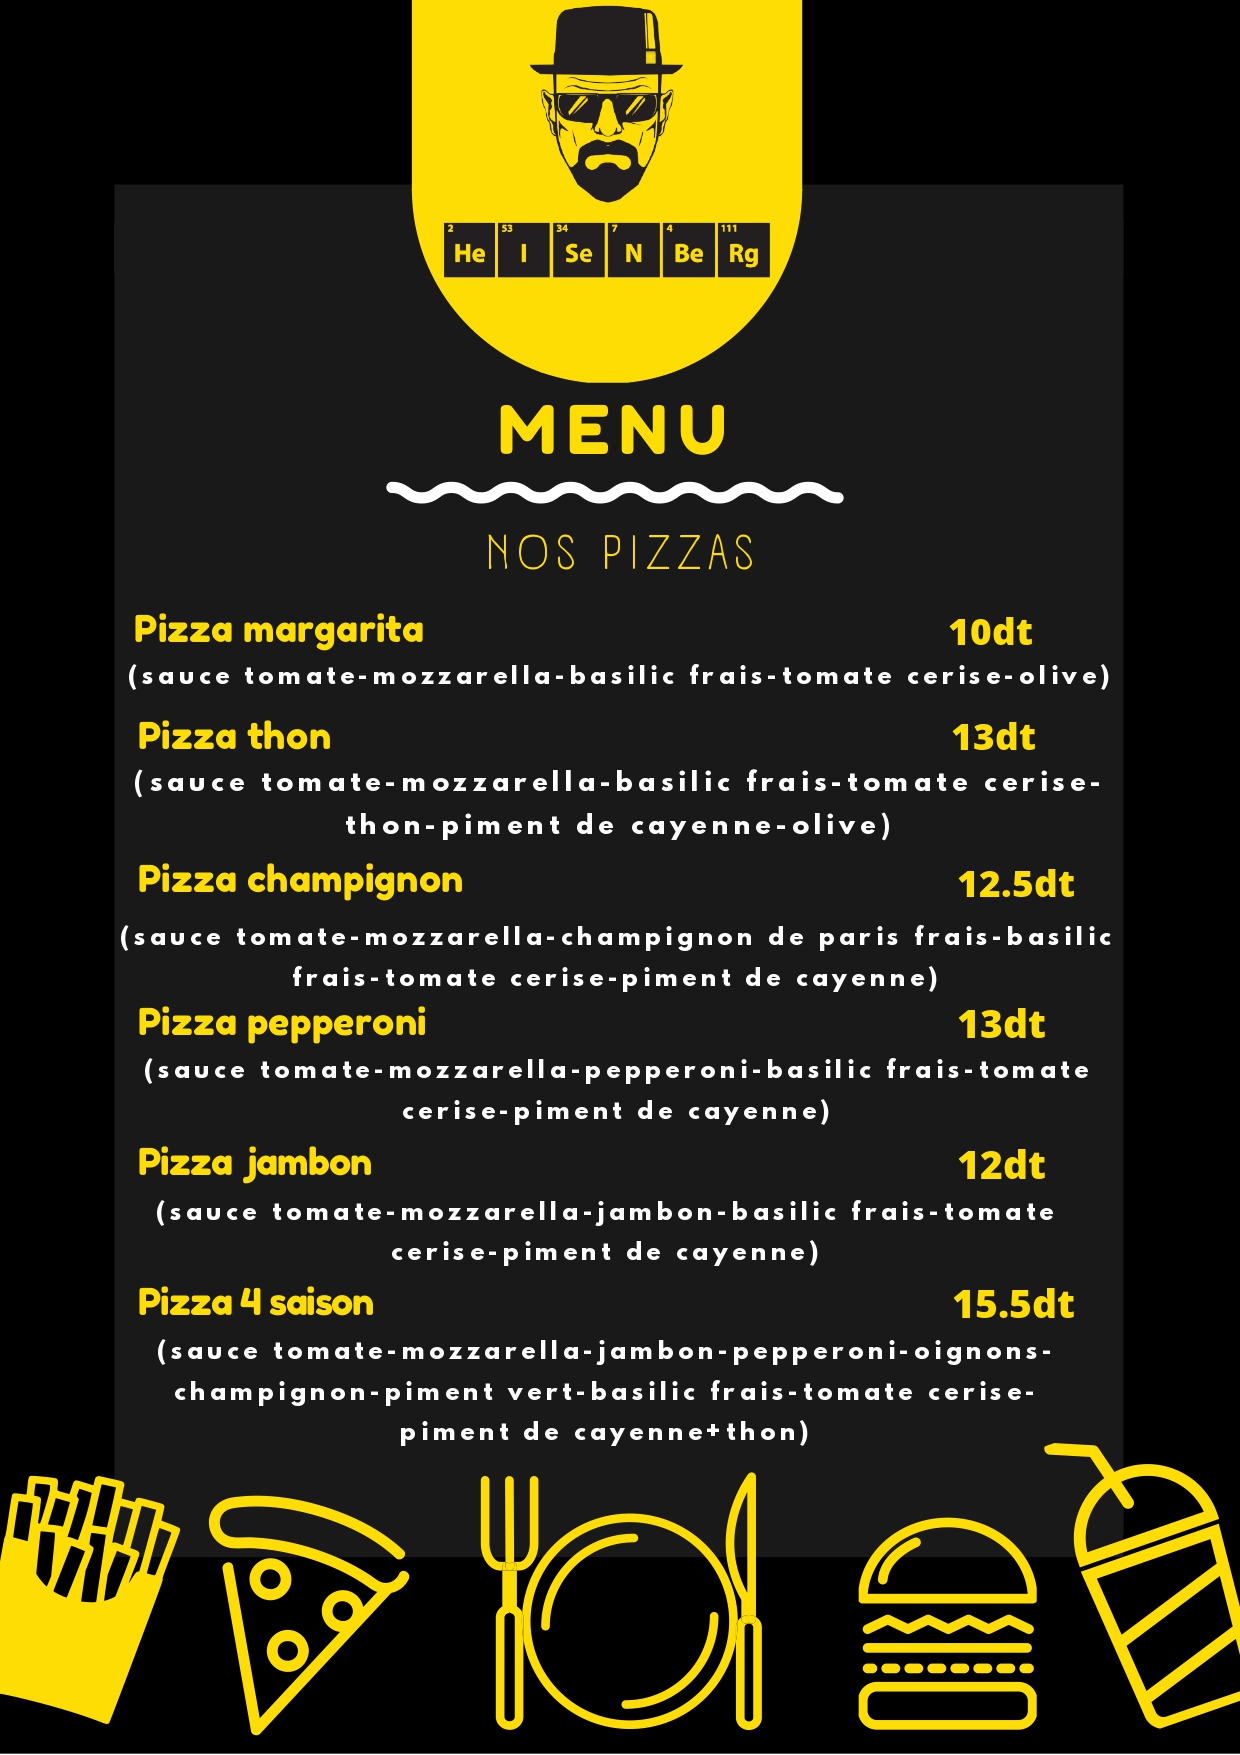 2 53 34 7 4 111
He I Se N Be Rg
MENU
NOS PIZZAS
Pizza margarita 10dt
(sauce tomate-mozzarella-basilic frais-tomate cerise-olive)
Pizza thon 13dt
(sauce tomate-mozzarella-basilic frais-tomate cerise-
thon-piment de cayenne-olive)
Pizza champignon 12.5dt
(sauce tomate-mozzarella-champignon de paris frais-basilic
frais-tomate cerise-piment de cayenne)
Pizza pepperoni 13dt
(sauce tomate-mozzarella-pepperoni-basilic frais-tomate
cerise-piment de cayenne)
Pizza jambon 12dt
(sauce tomate-mozzarella-jambon-basilic frais-tomate
cerise-piment de cayenne)
Pizza 4 saison 15.5dt
(sauce tomate-mozzarella-jambon-pepperoni-oignons-
champignon-piment vert-basilic frais-tomate cerise-
piment de cayenne+thon)